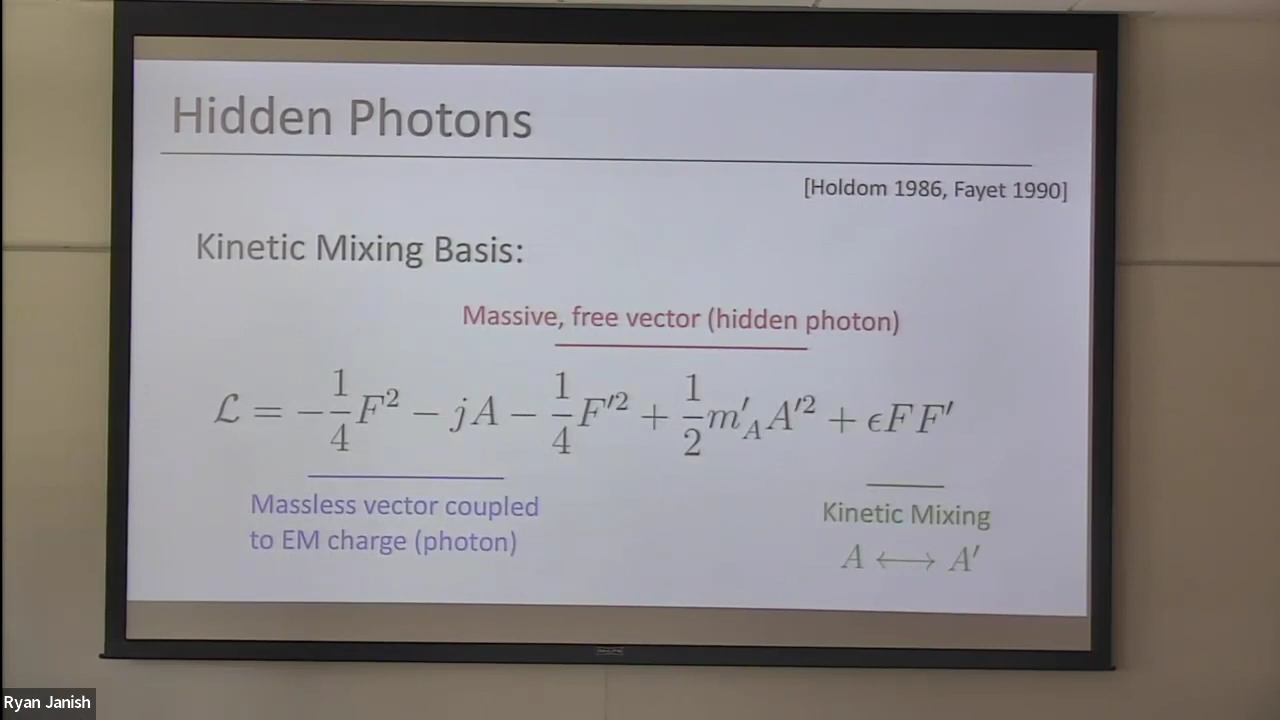 Hidden Photons
[Holdom 1986, Fayet 1990]
Kinetic Mixing Basis:
Massive, free vector (hidden photon)
ℒ = −1/4 F² − jA − 1/4 F′² + 1/2 m′_A A′² + ϵFF′
Massless vector coupled
to EM charge (photon)
Kinetic Mixing
A ⟷ A′
Ryan Janish